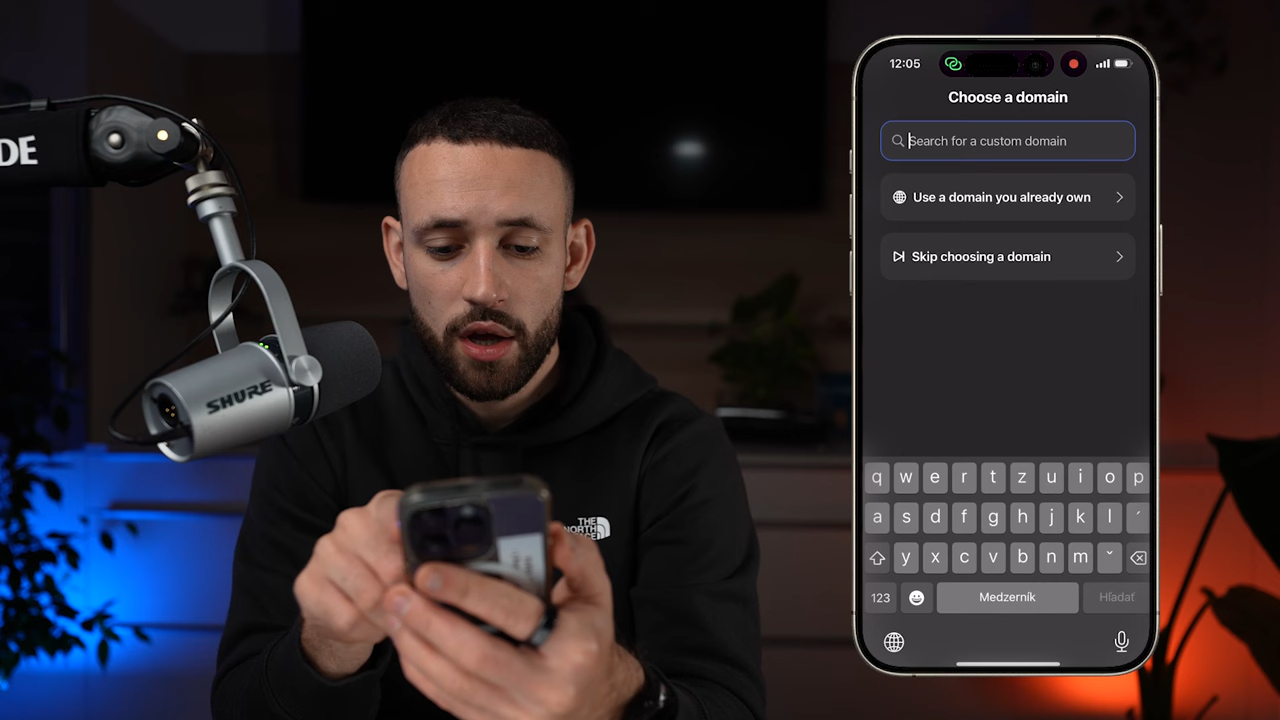 DE
SHURE
THE
NORTH
FACE
12:05
Choose a domain
Search for a custom domain
Use a domain you already own
Skip choosing a domain
q w e r t z u i o p
a s d f g h j k l ´
y x c v b n m ˇ
123
Medzerník
Hľadať